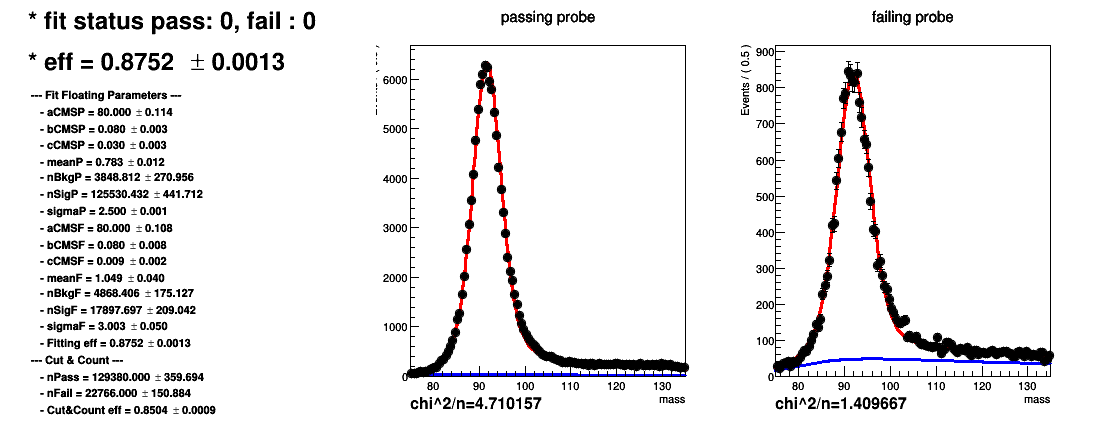 * fit status pass: 0, fail : 0
* eff = 0.8752 ± 0.0013
--- Fit Floating Parameters ---
- aCMSP = 80.000 ± 0.114
- bCMSP = 0.080 ± 0.003
- cCMSP = 0.030 ± 0.003
- meanP = 0.783 ± 0.012
- nBkgP = 3848.812 ± 270.956
- nSigP = 125530.432 ± 441.712
- sigmaP = 2.500 ± 0.001
- aCMSF = 80.000 ± 0.108
- bCMSF = 0.080 ± 0.008
- cCMSF = 0.009 ± 0.002
- meanF = 1.049 ± 0.040
- nBkgF = 4868.406 ± 175.127
- nSigF = 17897.697 ± 209.042
- sigmaF = 3.003 ± 0.050
- Fitting eff = 0.8752 ± 0.0013
--- Cut & Count ---
- nPass = 129380.000 ± 359.694
- nFail = 22766.000 ± 150.884
- Cut&Count eff = 0.8504 ± 0.0009
passing probe
6000
5000
4000
3000
2000
1000
0
80 90 100 110 120 130
mass
chi^2/n=4.710157
failing probe
Events / ( 0.5 )
900
800
700
600
500
400
300
200
100
0
80 90 100 110 120 130
mass
chi^2/n=1.409667